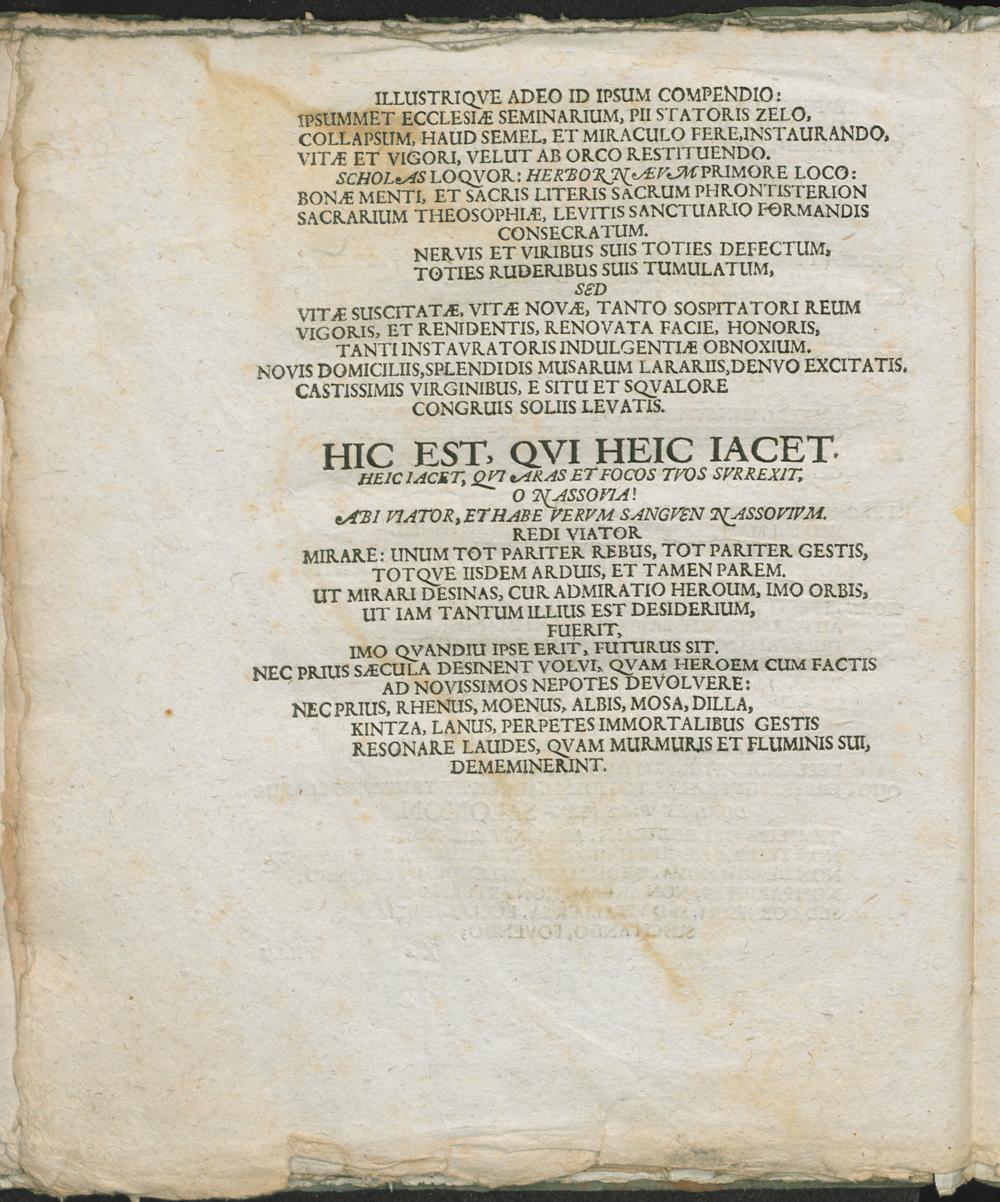 ILLUSTRIQVE ADEO ID IPSUM COMPENDIO:
IPSUMMET ECCLESIÆ SEMINARIUM, PII STATORIS ZELO,
COLLAPSUM, HAUD SEMEL, ET MIRACULO FERE,INSTAURANDO,
VITÆ ET VIGORI, VELUT AB ORCO RESTITUENDO.
SCHOLAS LOQVOR: HERBORNÆVM PRIMORE LOCO:
BONÆ MENTI, ET SACRIS LITERIS SACRUM PHRONTISTERION
SACRARIUM THEOSOPHIÆ, LEVITIS SANCTUARIO FORMANDIS
CONSECRATUM.
NERVIS ET VIRIBUS SUIS TOTIES DEFECTUM,
TOTIES RUDERIBUS SUIS TUMULATUM,
SED
VITÆ SUSCITATÆ, VITÆ NOVÆ, TANTO SOSPITATORI REUM
VIGORIS, ET RENIDENTIS, RENOVATA FACIE, HONORIS,
TANTI INSTAVRATORIS INDULGENTIÆ OBNOXIUM.
NOVIS DOMICILIIS,SPLENDIDIS MUSARUM LARARIIS,DENVO EXCITATIS.
CASTISSIMIS VIRGINIBUS, E SITU ET SQVALORE
CONGRUIS SOLIIS LEVATIS.
HIC EST, QVI HEIC IACET.
HEIC IACET, QVI ARAS ET FOCOS TVOS SVRREXIT,
O NASSOVIA!
ABI VIATOR, ET HABE VERVM SANGVEN NASSOVIVM.
REDI VIATOR
MIRARE: UNUM TOT PARITER REBUS, TOT PARITER GESTIS,
TOTQVE IISDEM ARDUIS, ET TAMEN PAREM.
UT MIRARI DESINAS, CUR ADMIRATIO HEROUM, IMO ORBIS,
UT IAM TANTUM ILLIUS EST DESIDERIUM,
FUERIT,
IMO QVANDIU IPSE ERIT, FUTURUS SIT.
NEC PRIUS SÆCULA DESINENT VOLVI, QVAM HEROEM CUM FACTIS
AD NOVISSIMOS NEPOTES DEVOLVERE:
NEC PRIUS, RHENUS, MOENUS, ALBIS, MOSA, DILLA,
KINTZA, LANUS, PERPETES IMMORTALIBUS GESTIS
RESONARE LAUDES, QVAM MURMURIS ET FLUMINIS SUI,
DEMEMINERINT.